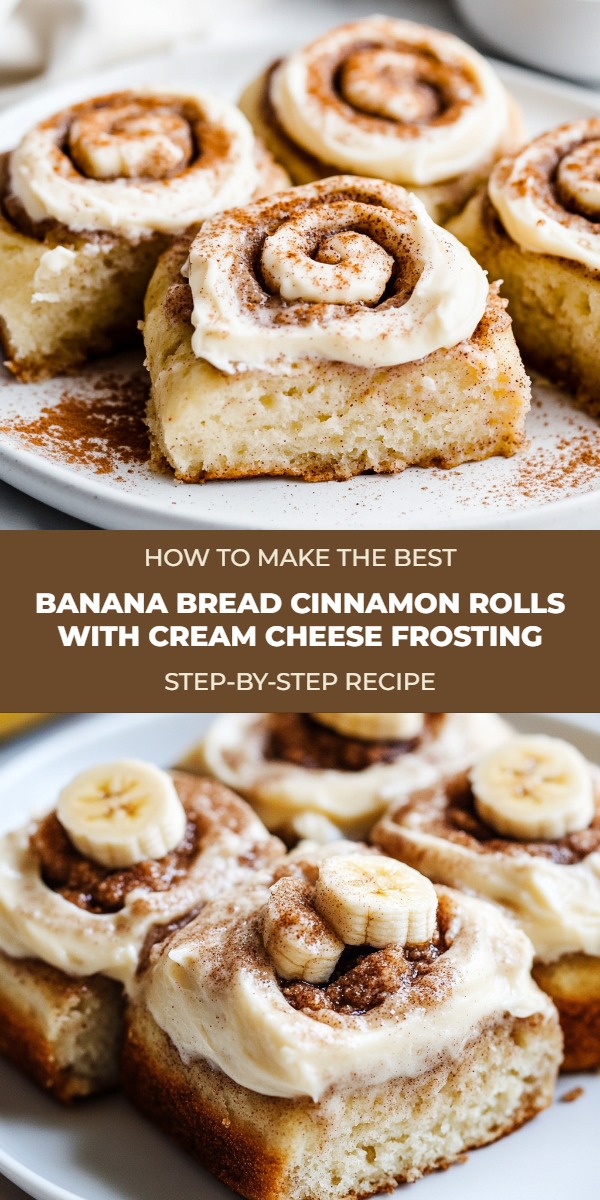 HOW TO MAKE THE BEST
BANANA BREAD CINNAMON ROLLS
WITH CREAM CHEESE FROSTING
STEP-BY-STEP RECIPE